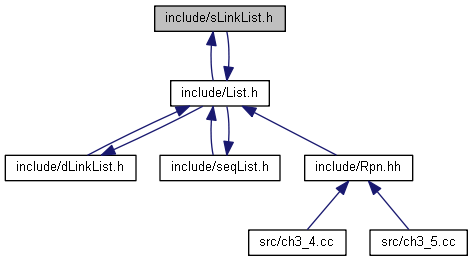 include/sLinkList.h
include/List.h
include/dLinkList.h
include/seqList.h
include/Rpn.hh
src/ch3_4.cc
src/ch3_5.cc